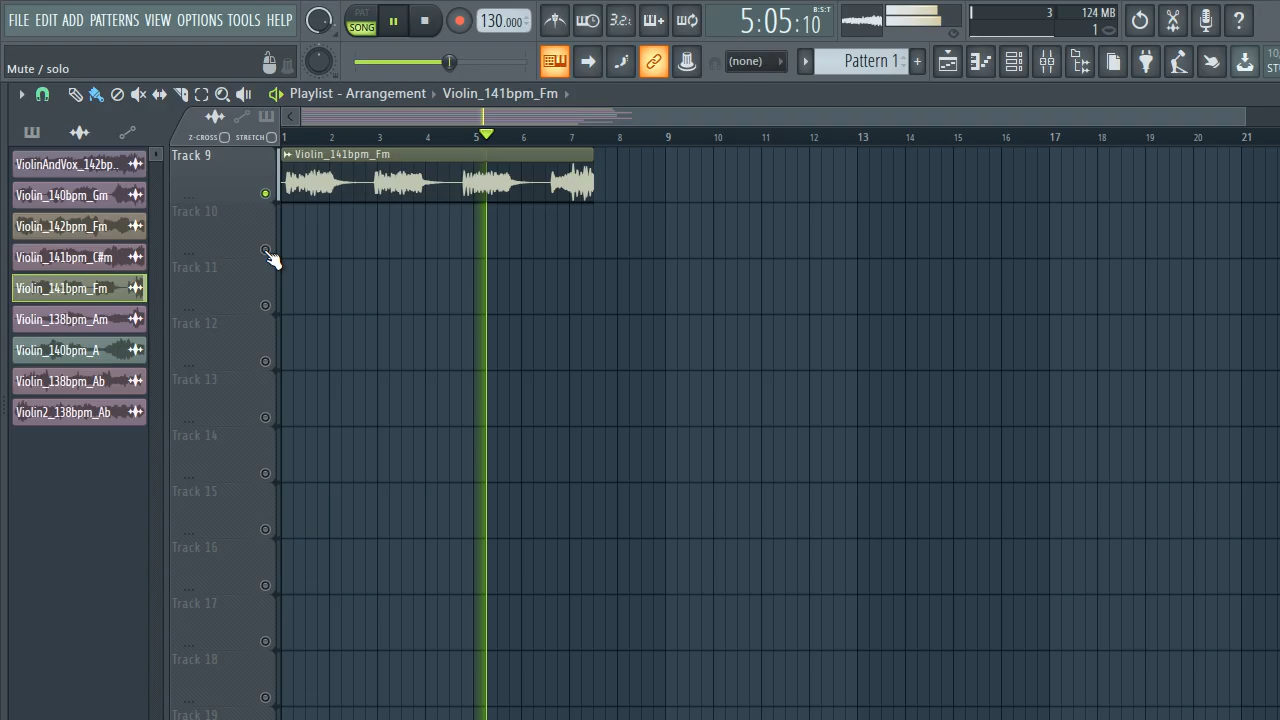 FILE EDIT ADD PATTERNS VIEW OPTIONS TOOLS HELP
PAT
SONG
130.000
3.2.
B:S:T
5:05:10
3
124 MB
1
Mute / solo
(none)
Pattern 1
Playlist - Arrangement › Violin_141bpm_Fm
Z-CROSS
STRETCH
1 2 3 4 5 6 7 8 9 10 11 12 13 14 15 16 17 18 19 20 21
ViolinAndVox_142bp..
Violin_140bpm_Gm
Violin_142bpm_Fm
Violin_141bpm_C#m
Violin_141bpm_Fm
Violin_138bpm_Am
Violin_140bpm_A
Violin_138bpm_Ab
Violin2_138bpm_Ab
Track 9
Violin_141bpm_Fm
Track 10
Track 11
Track 12
Track 13
Track 14
Track 15
Track 16
Track 17
Track 18
Track 19